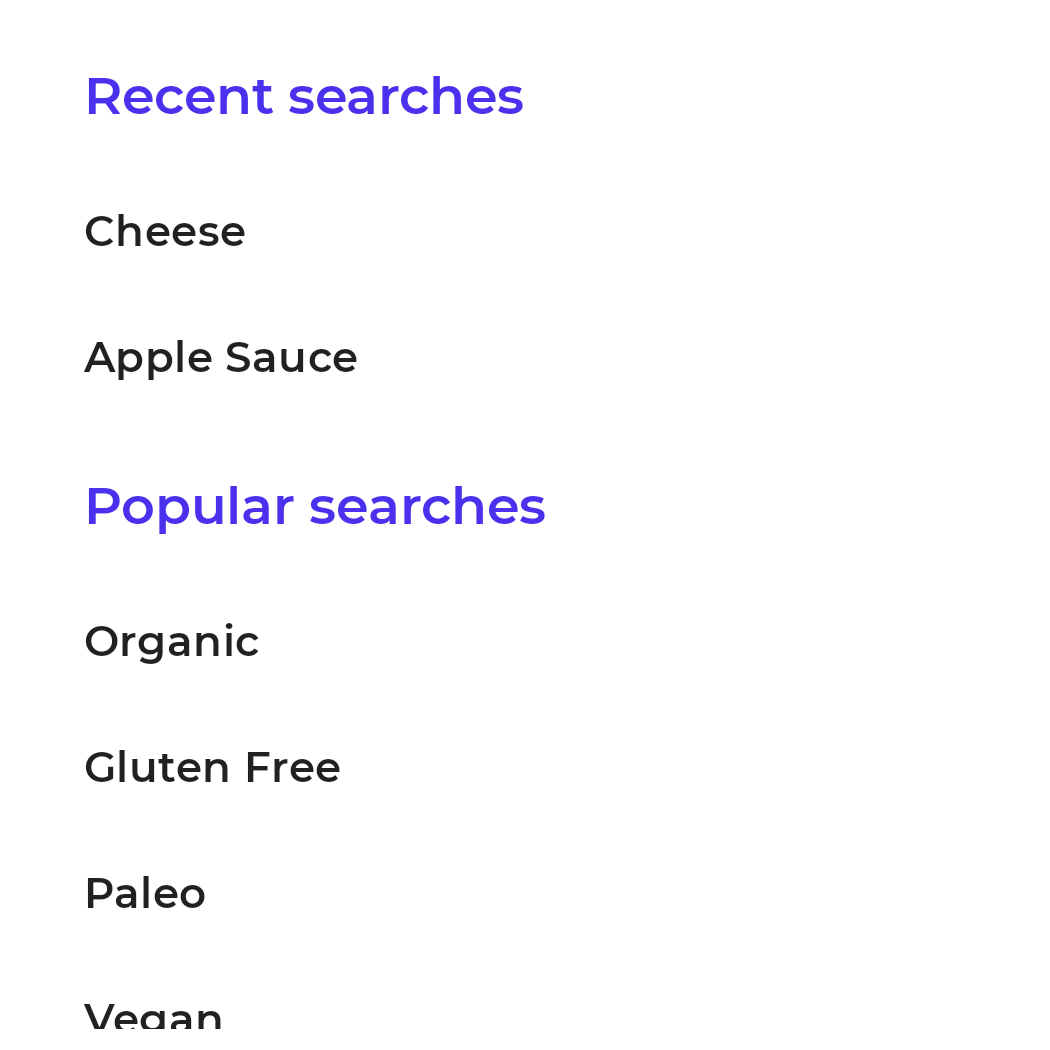 Recent searches
Cheese
Apple Sauce
Popular searches
Organic
Gluten Free
Paleo
Vegan